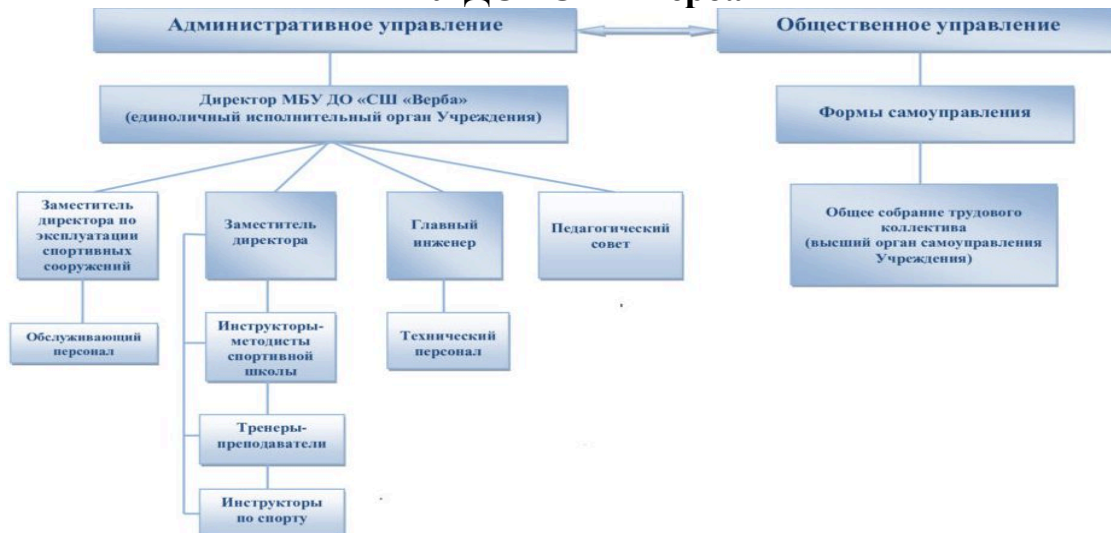 Административное управление
Общественное управление
Директор МБУ ДО «СШ «Верба»
(единоличный исполнительный орган Учреждения)
Формы самоуправления
Заместитель
директора по
эксплуатации
спортивных
сооружений
Заместитель
директора
Главный
инженер
Педагогический
совет
Общее собрание трудового
коллектива
(высший орган самоуправления
Учреждения)
Обслуживающий
персонал
Инструкторы-
методисты
спортивной
школы
Технический
персонал
Тренеры-
преподаватели
Инструкторы
по спорту